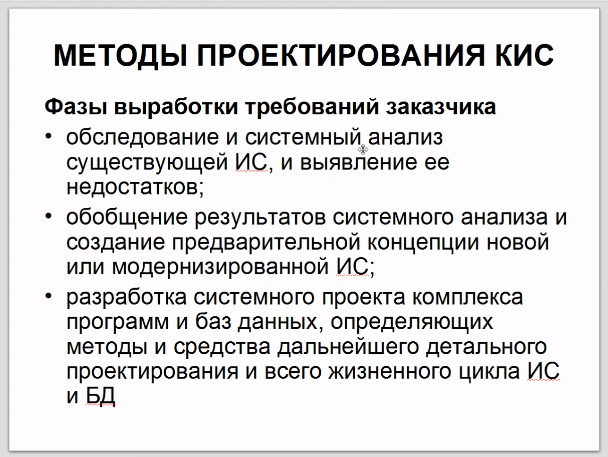 МЕТОДЫ ПРОЕКТИРОВАНИЯ КИС
Фазы выработки требований заказчика
• обследование и системный анализ
существующей ИС, и выявление ее
недостатков;
• обобщение результатов системного анализа и
создание предварительной концепции новой
или модернизированной ИС;
• разработка системного проекта комплекса
программ и баз данных, определяющих
методы и средства дальнейшего детального
проектирования и всего жизненного цикла ИС
и БД